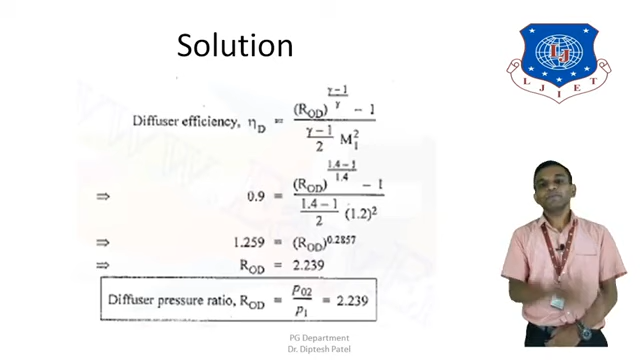 Solution
LJIET
Diffuser efficiency, η_D = ((R_OD)^((γ−1)/γ) − 1) / ((γ−1)/2 M_1^2)
⇒ 0.9 = ((R_OD)^((1.4−1)/1.4) − 1) / ((1.4−1)/2 (1.2)^2)
⇒ 1.259 = (R_OD)^0.2857
⇒ R_OD = 2.239
Diffuser pressure ratio, R_OD = p_02/p_1 = 2.239
PG Department
Dr. Diptesh Patel